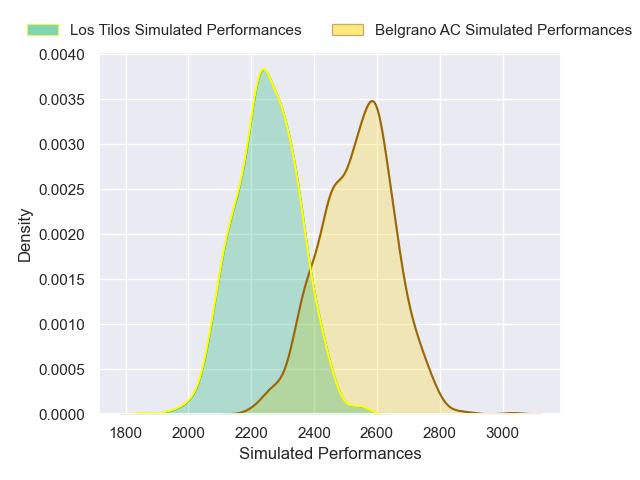 Los Tilos Simulated Performances
Belgrano AC Simulated Performances
0.0040
0.0035
0.0030
0.0025
0.0020
0.0015
0.0010
0.0005
0.0000
Density
1800 2000 2200 2400 2600 2800 3000
Simulated Performances